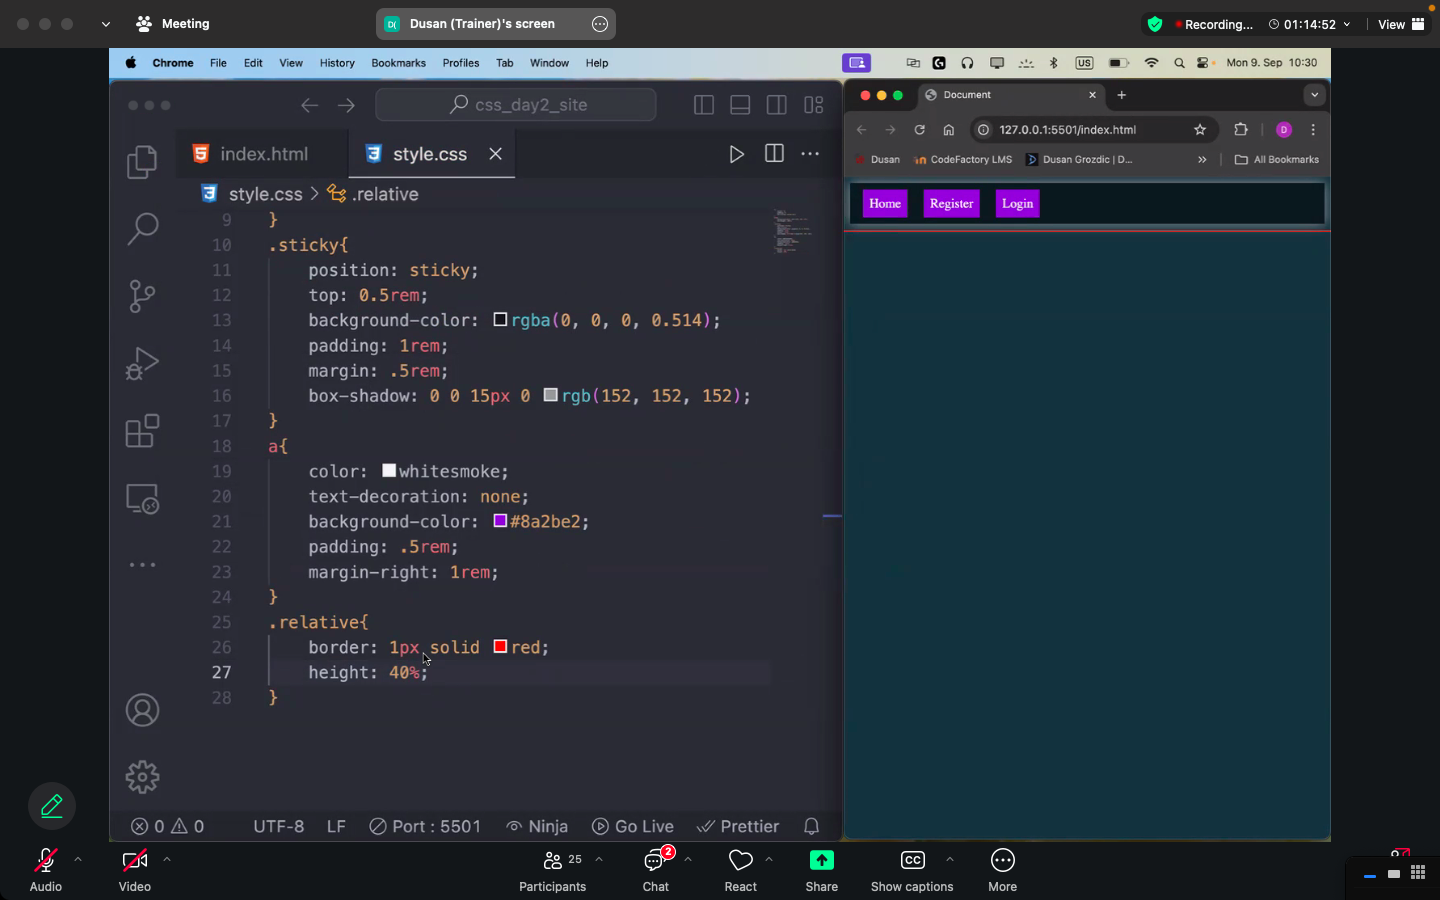 Meeting
D( Dusan (Trainer)'s screen
Recording...
01:14:52
View
Chrome File Edit View History Bookmarks Profiles Tab Window Help
US
Mon 9. Sep 10:30
css_day2_site
index.html
style.css
style.css > .relative
9 }
10 .sticky{
11 position: sticky;
12 top: 0.5rem;
13 background-color: rgba(0, 0, 0, 0.514);
14 padding: 1rem;
15 margin: .5rem;
16 box-shadow: 0 0 15px 0 rgb(152, 152, 152);
17 }
18 a{
19 color: whitesmoke;
20 text-decoration: none;
21 background-color: #8a2be2;
22 padding: .5rem;
23 margin-right: 1rem;
24 }
25 .relative{
26 border: 1px solid red;
27 height: 40%;
28 }
0 0
UTF-8 LF Port : 5501 Ninja Go Live Prettier
Document
127.0.0.1:5501/index.html
D
Dusan
CodeFactory LMS
Dusan Grozdic | D...
All Bookmarks
Home Register Login
Audio
Video
25
Participants
2
Chat
React
Share
CC
Show captions
More